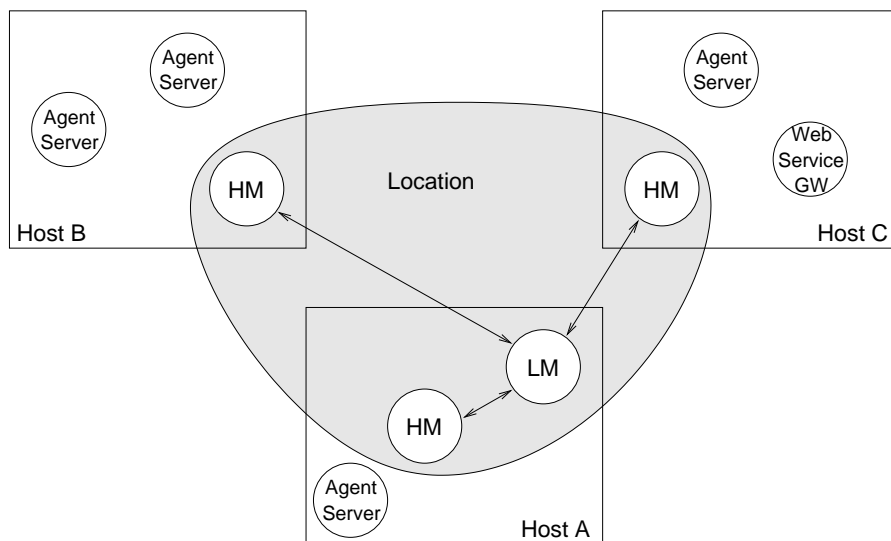 Agent
Server
Agent
Server
HM
Host B
Location
Agent
Server
Web
Service
GW
HM
Host C
LM
HM
Agent
Server
Host A